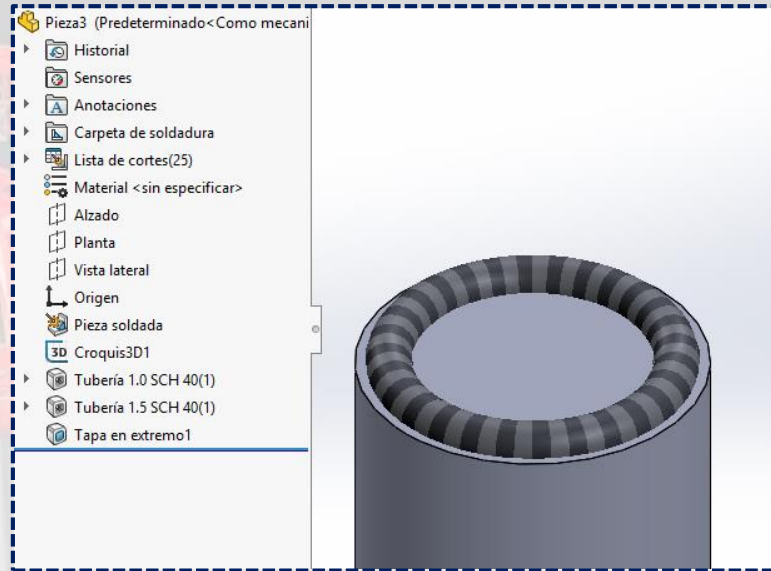 Pieza3 (Predeterminado<Como mecani
Historial
Sensores
Anotaciones
Carpeta de soldadura
Lista de cortes(25)
Material <sin especificar>
Alzado
Planta
Vista lateral
Origen
Pieza soldada
3D Croquis3D1
Tubería 1.0 SCH 40(1)
Tubería 1.5 SCH 40(1)
Tapa en extremo1